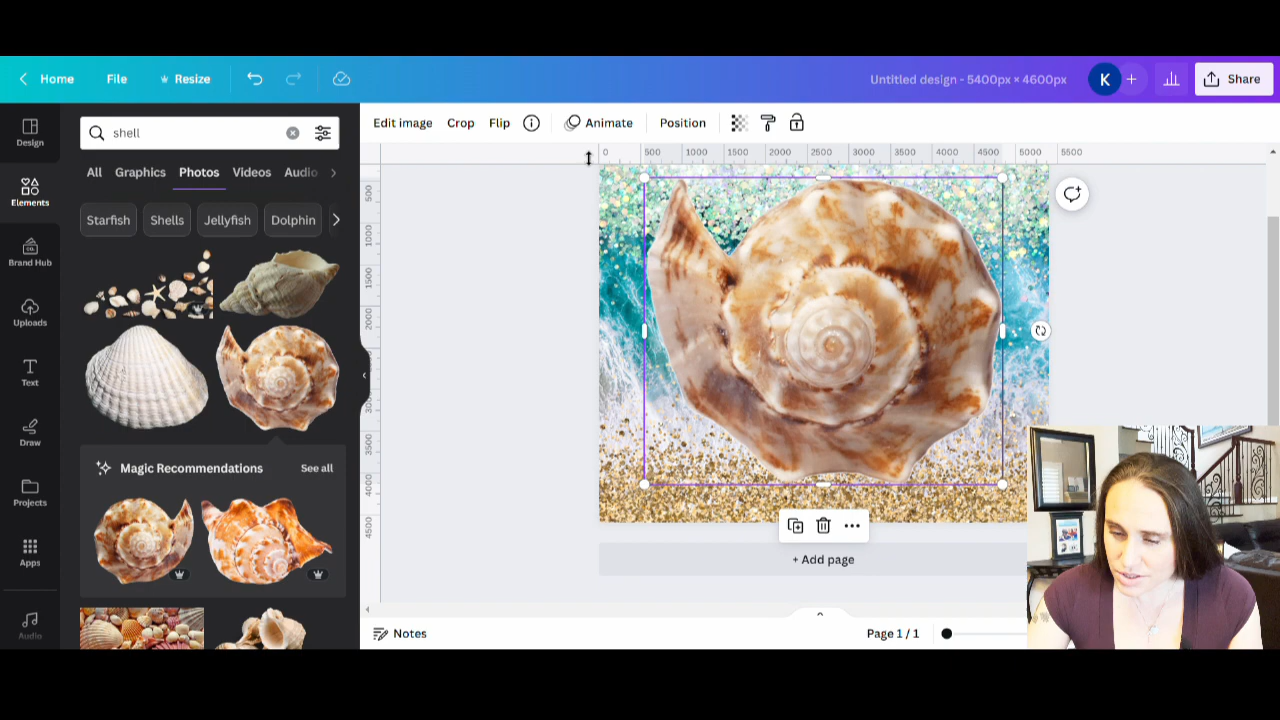 Home File Resize Untitled design - 5400px × 4600px K Share
Design
shell
Edit image Crop Flip Animate Position
All Graphics Photos Videos Audio
0 500 1000 1500 2000 2500 3000 3500 4000 4500 5000 5500
Elements
Starfish Shells Jellyfish Dolphin
500
1000
1500
2000
3500
4000
4500
Brand Hub
Uploads
Text
Draw
Magic Recommendations See all
Projects
Apps
+ Add page
Audio
Notes
Page 1 / 1